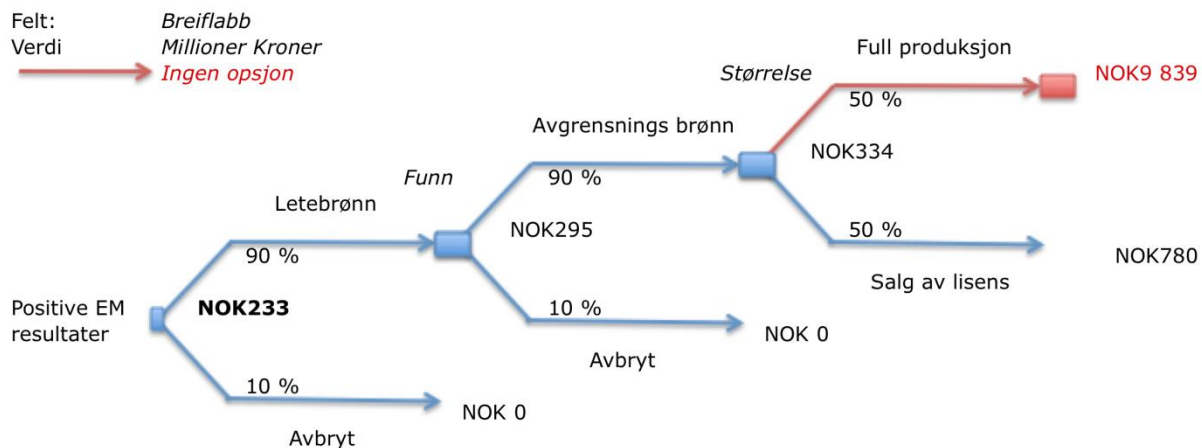 Felt: Breiflabb
Verdi Millioner Kroner
Ingen opsjon
Full produksjon
Størrelse
NOK9 839
50 %
Avgrensnings brønn
NOK334
Funn
90 %
Letebrønn
NOK295
50 %
NOK780
90 %
Salg av lisens
Positive EM
resultater
NOK233
10 %
NOK 0
Avbryt
10 %
NOK 0
Avbryt